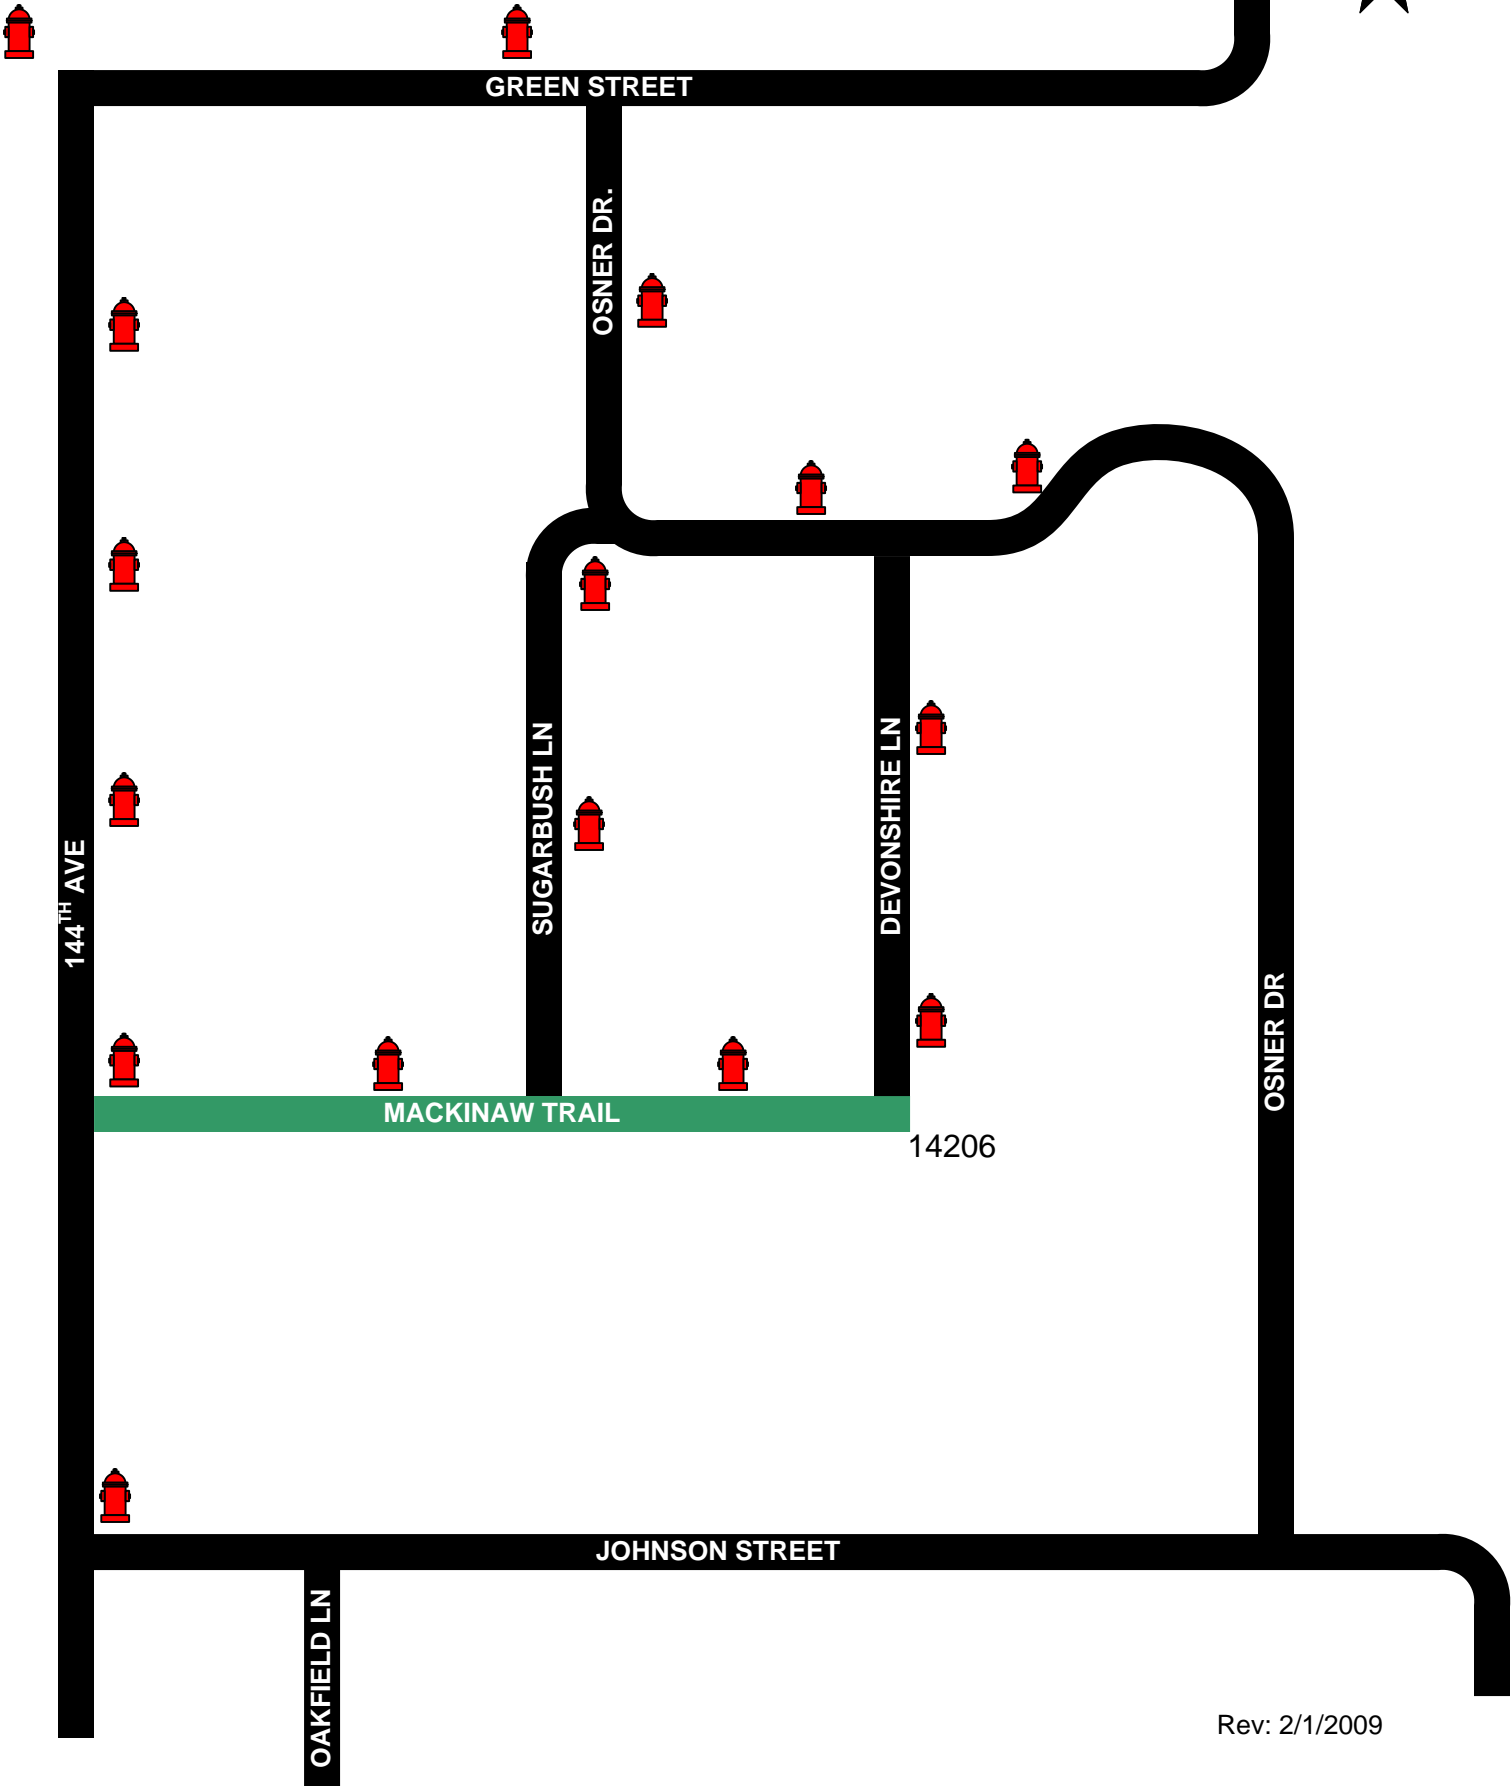 GREEN STREET
OSNER DR.
SUGARBUSH LN
DEVONSHIRE LN
144TH AVE
OSNER DR
MACKINAW TRAIL
14206
JOHNSON STREET
OAKFIELD LN
Rev: 2/1/2009